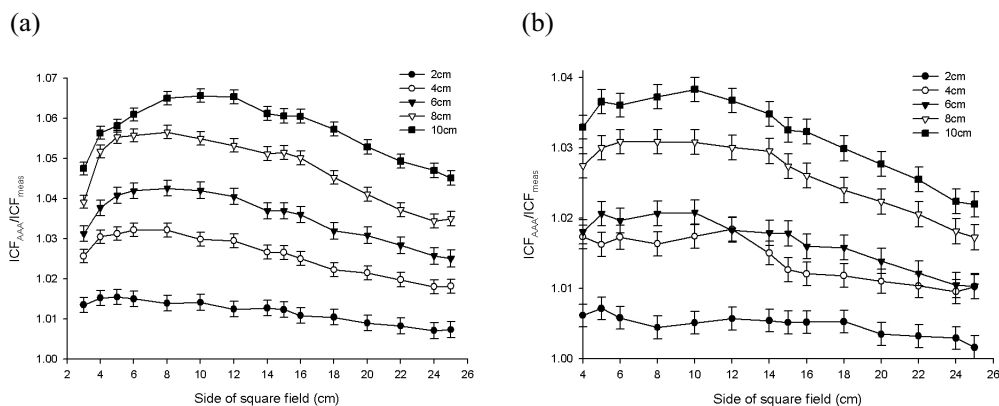 (a)
1.07
1.06
1.05
1.04
1.03
1.02
1.01
1.00
ICF_AAA/ICF_meas
2 4 6 8 10 12 14 16 18 20 22 24 26
Side of square field (cm)
2cm
4cm
6cm
8cm
10cm
(b)
1.04
1.03
1.02
1.01
1.00
ICF_AAA/ICF_meas
4 6 8 10 12 14 16 18 20 22 24 26
Side of square field (cm)
2cm
4cm
6cm
8cm
10cm